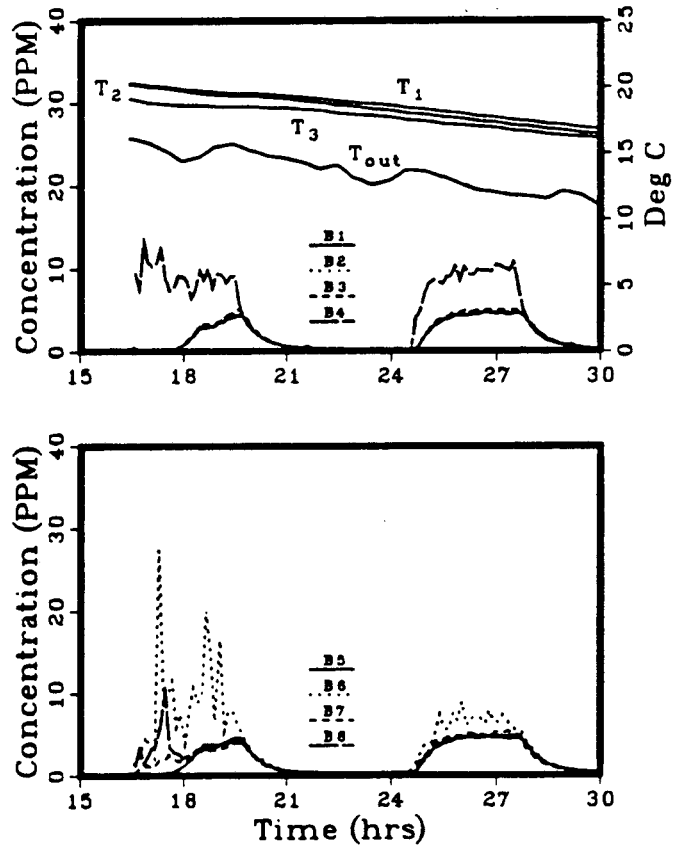 Concentration (PPM)
40
30
20
10
0
25
20
15
10
5
0
Deg C
T1
T2
T3
Tout
B1
B2
B3
B4
15 18 21 24 27 30
Concentration (PPM)
40
30
20
10
0
B5
B6
B7
B8
15 18 21 24 27 30
Time (hrs)